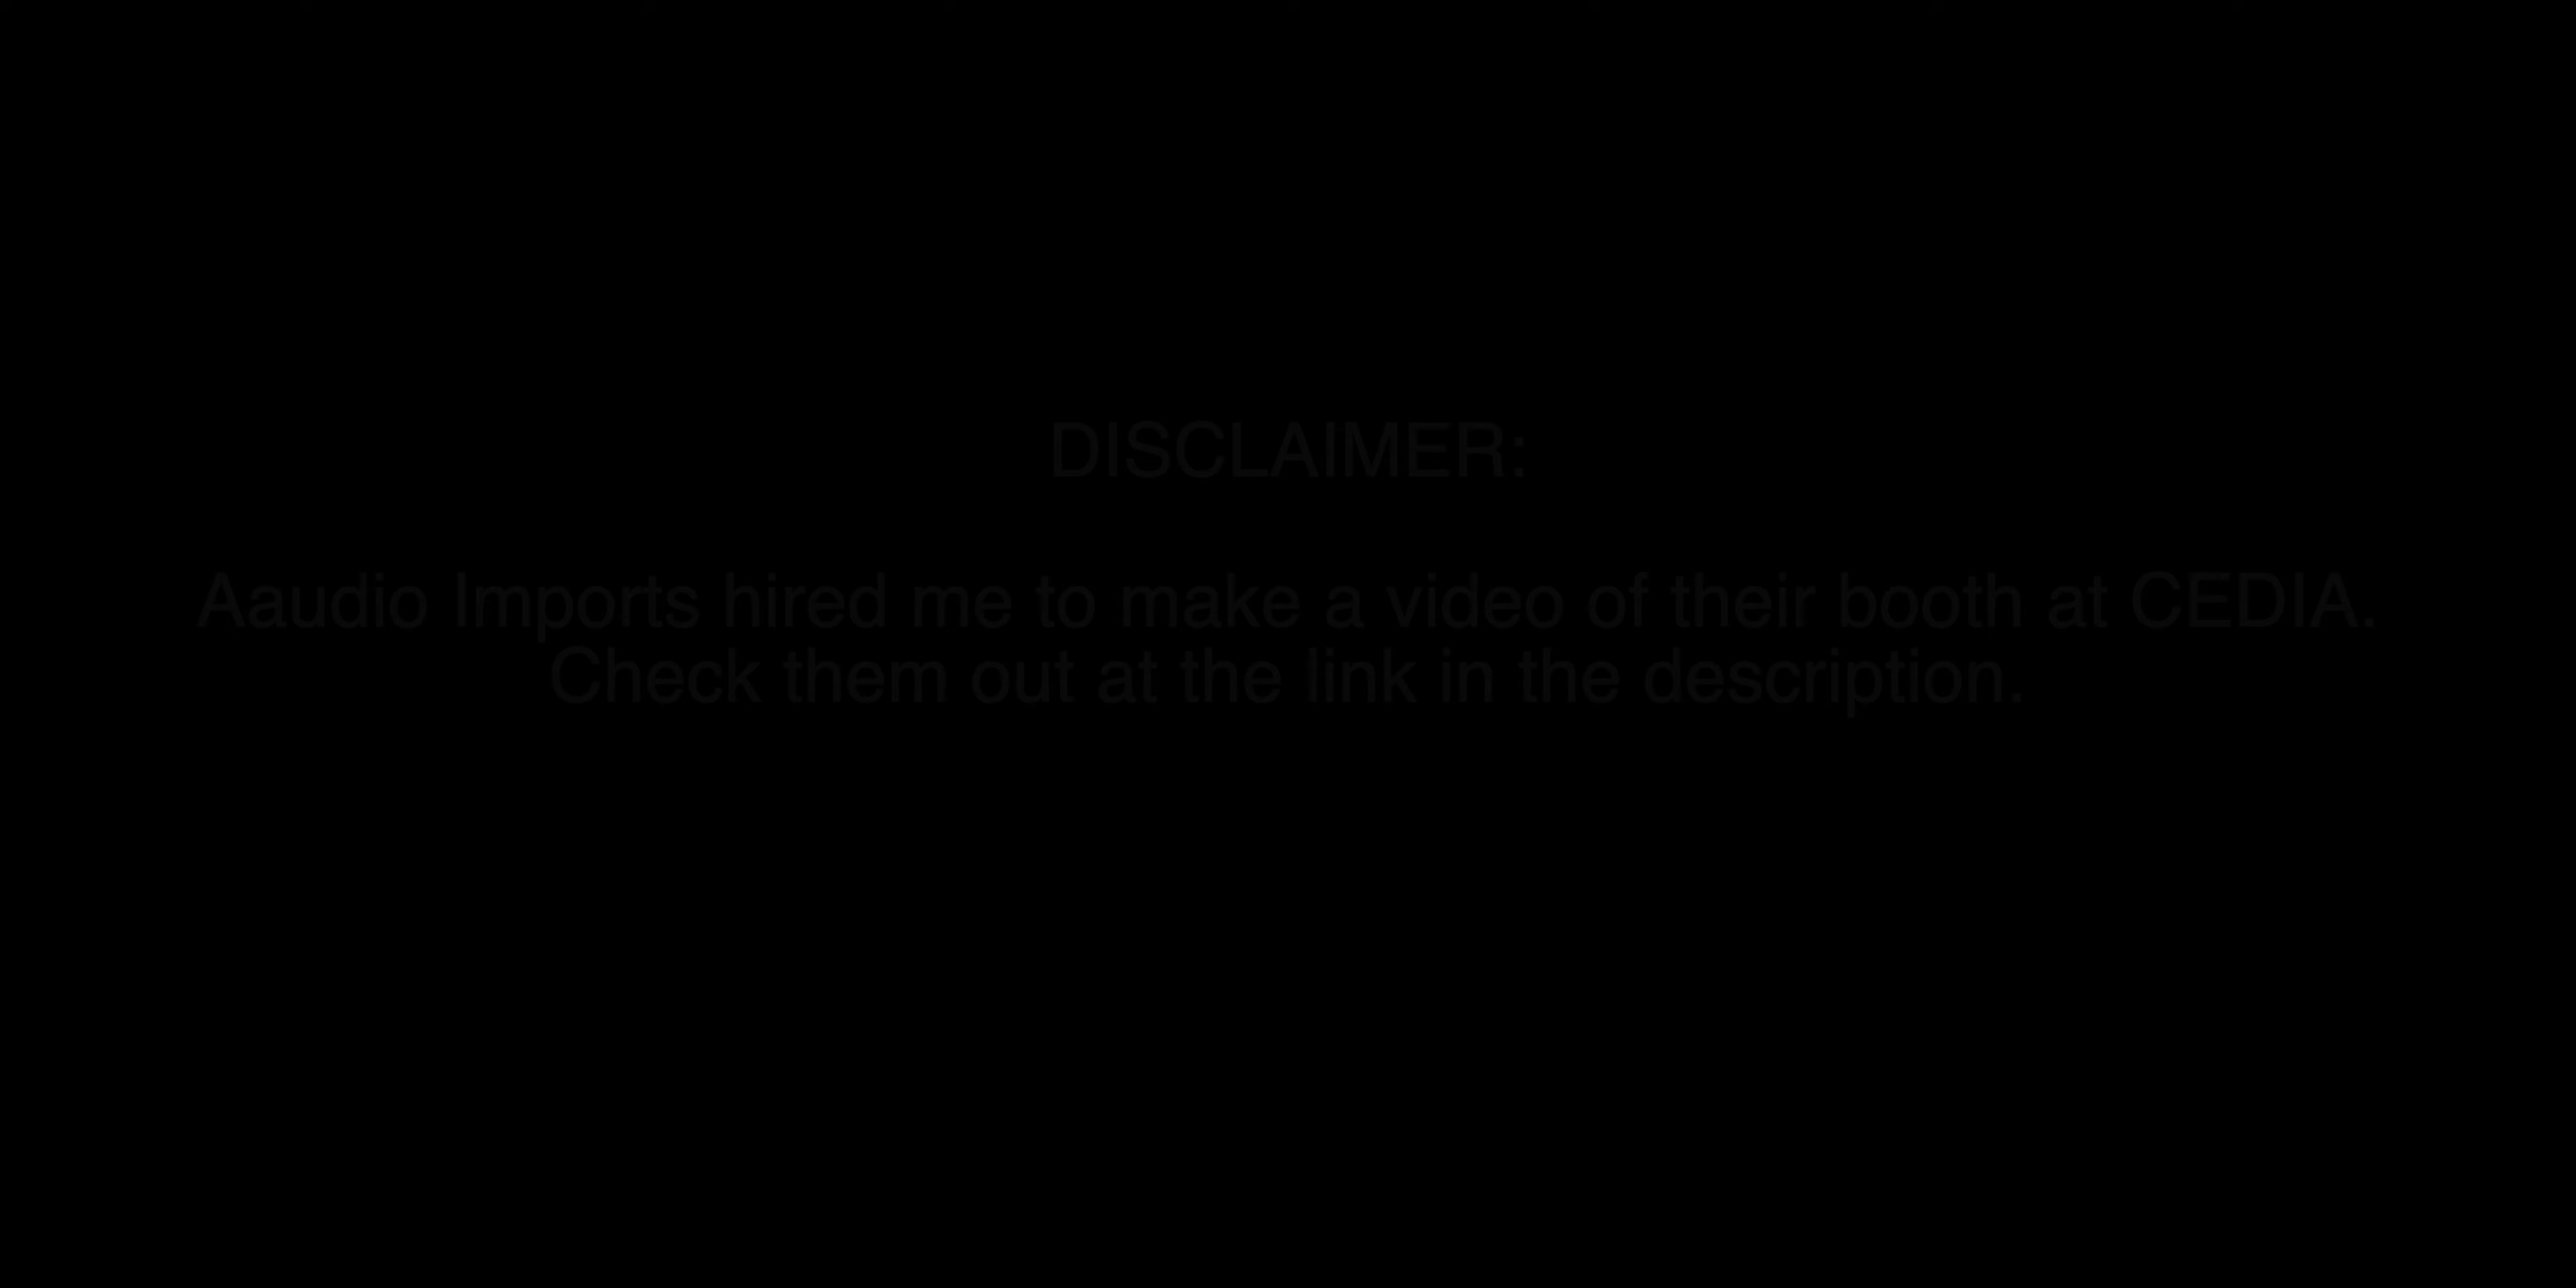 DISCLAIMER:
Aaudio Imports hired me to make a video of their booth at CEDIA.
Check them out at the link in the description.